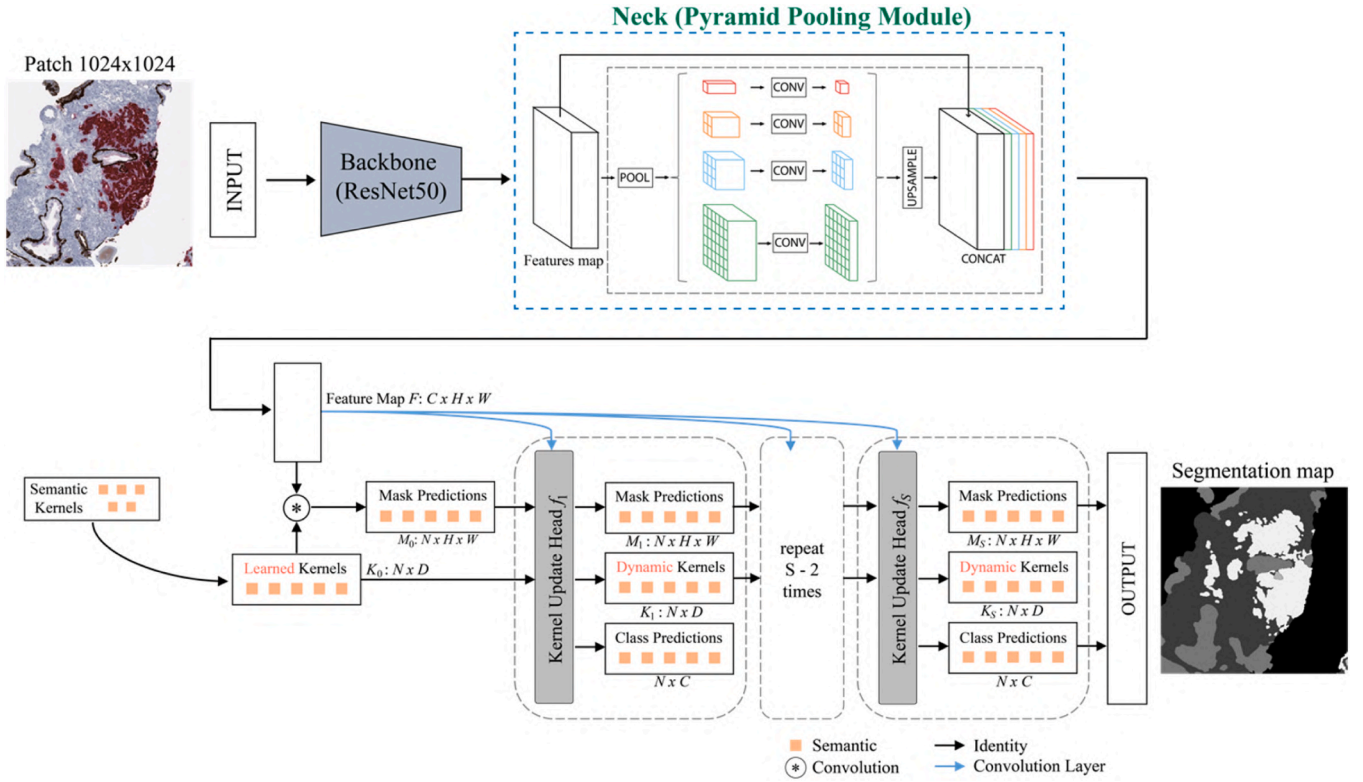 Neck (Pyramid Pooling Module)
Patch 1024x1024
INPUT
Backbone
(ResNet50)
Features map
POOL
CONV
CONV
CONV
CONV
UPSAMPLE
CONCAT
Feature Map F: C x H x W
Semantic
Kernels
*
Learned Kernels
K0 : N x D
Mask Predictions
M0: N x H x W
Kernel Update Head f1
Mask Predictions
M1: N x H x W
Dynamic Kernels
K1 : N x D
Class Predictions
N x C
repeat
S - 2
times
Kernel Update Head fS
Mask Predictions
MS: N x H x W
Dynamic Kernels
KS : N x D
Class Predictions
N x C
OUTPUT
Segmentation map
Semantic
* Convolution
Identity
Convolution Layer